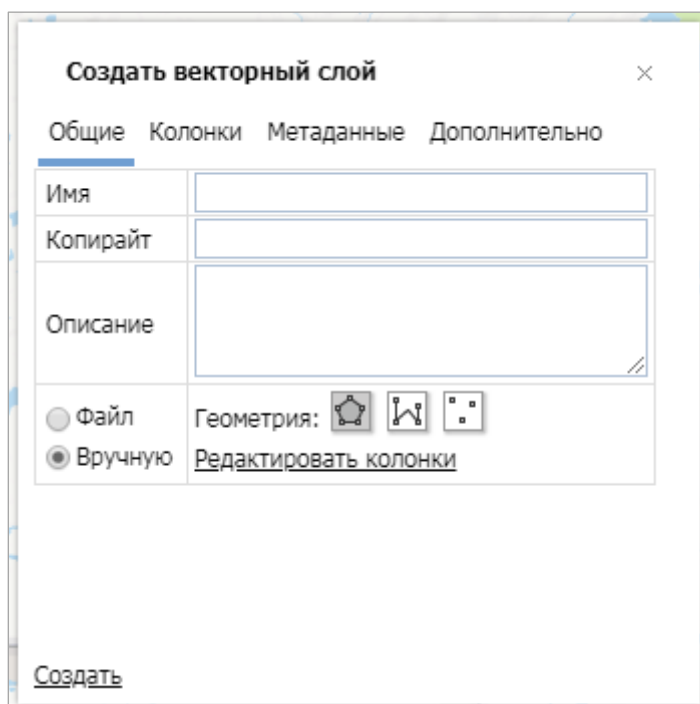 Создать векторный слой
Общие Колонки Метаданные Дополнительно
Имя
Копирайт
Описание
Файл
Вручную
Геометрия:
Редактировать колонки
Создать